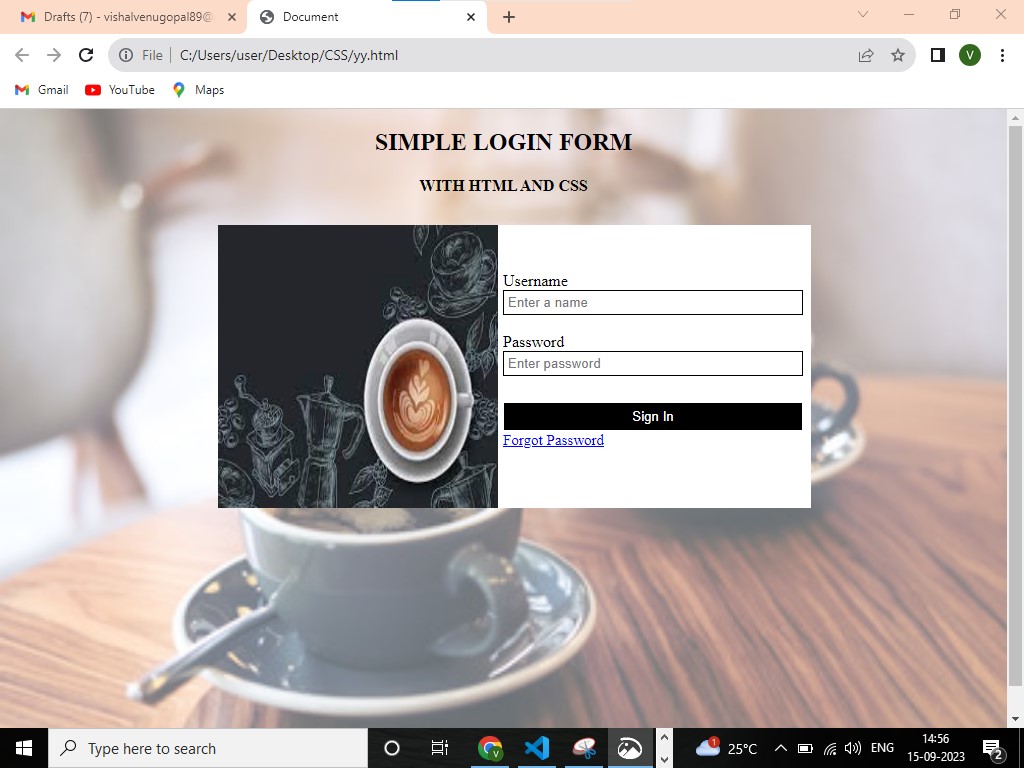 Drafts (7) - vishalvenugopal89@
Document
File
C:/Users/user/Desktop/CSS/yy.html
V
Gmail
YouTube
Maps
SIMPLE LOGIN FORM
WITH HTML AND CSS
Username
Enter a name
Password
Enter password
Sign In
Forgot Password
Type here to search
V
1
25°C
ENG
14:56
15-09-2023
2